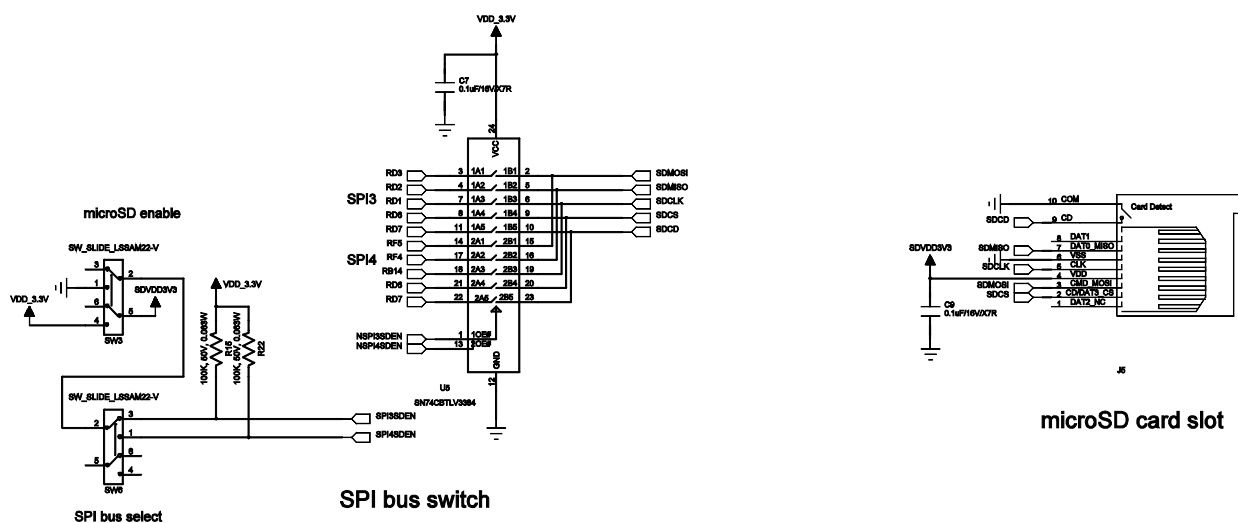 VDD_3.3V
C7
0.1uF/16V/X7R
24
VCC
RD3 3 1A1 1B1 2 SDMOSI
RD2 4 1A2 1B2 5 SDMISO
SPI3
RD1 7 1A3 1B3 6 SDCLK
RD6 8 1A4 1B4 9 SDCS
RD7 11 1A5 1B5 10 SDCD
RF5 14 2A1 2B1 15
SPI4
RF4 17 2A2 2B2 16
RB14 18 2A3 2B3 19
RD6 21 2A4 2B4 20
RD7 22 2A5 2B5 23
NSPI3SDEN 1 1OE#
NSPI4SDEN 13 2OE#
GND
12
U5
SN74CBTLV3384
microSD enable
SW_SLIDE_LSSAM22-V
3
2
1
VDD_3.3V
6
SDVDD3V3
5
4
SW3
VDD_3.3V
R15
100K, 50V, 0.063W
R22
100K, 50V, 0.063W
SW_SLIDE_LSSAM22-V
3
2
1
6
5
4
SW6
SPI3SDEN
SPI4SDEN
SPI bus select
SPI bus switch
10 COM
Card Detect
SDCD 9 CD
8 DAT1
SDMISO 7 DAT0_MISO
6 VSS
SDCLK 5 CLK
4 VDD
SDMOSI 3 CMD_MOSI
SDCS 2 CD/DAT3_CS
1 DAT2_NC
SDVDD3V3
C9
0.1uF/16V/X7R
J5
microSD card slot